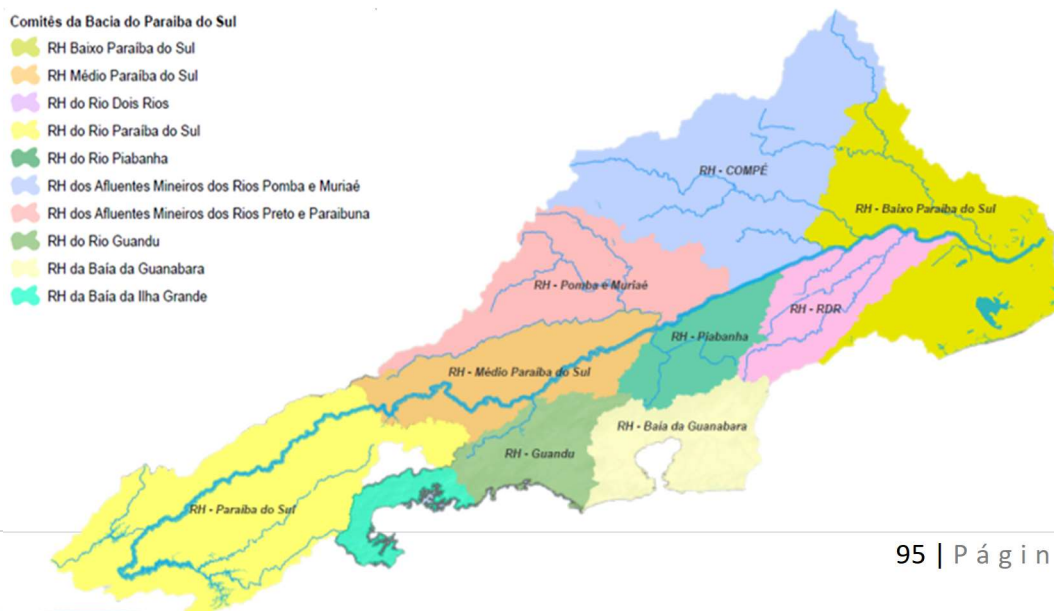 Comitês da Bacia do Paraíba do Sul
RH Baixo Paraíba do Sul
RH Médio Paraíba do Sul
RH do Rio Dois Rios
RH do Rio Paraíba do Sul
RH do Rio Piabanha
RH dos Afluentes Mineiros dos Rios Pomba e Muriaé
RH dos Afluentes Mineiros dos Rios Preto e Paraibuna
RH do Rio Guandu
RH da Baía da Guanabara
RH da Baía da Ilha Grande
RH - COMPÉ
RH - Baixo Paraíba do Sul
RH - Pomba e Muriaé
RH - RDR
RH - Piabanha
RH - Médio Paraíba do Sul
RH - Baía da Guanabara
RH - Guandu
RH - Paraíba do Sul
95 | Págin